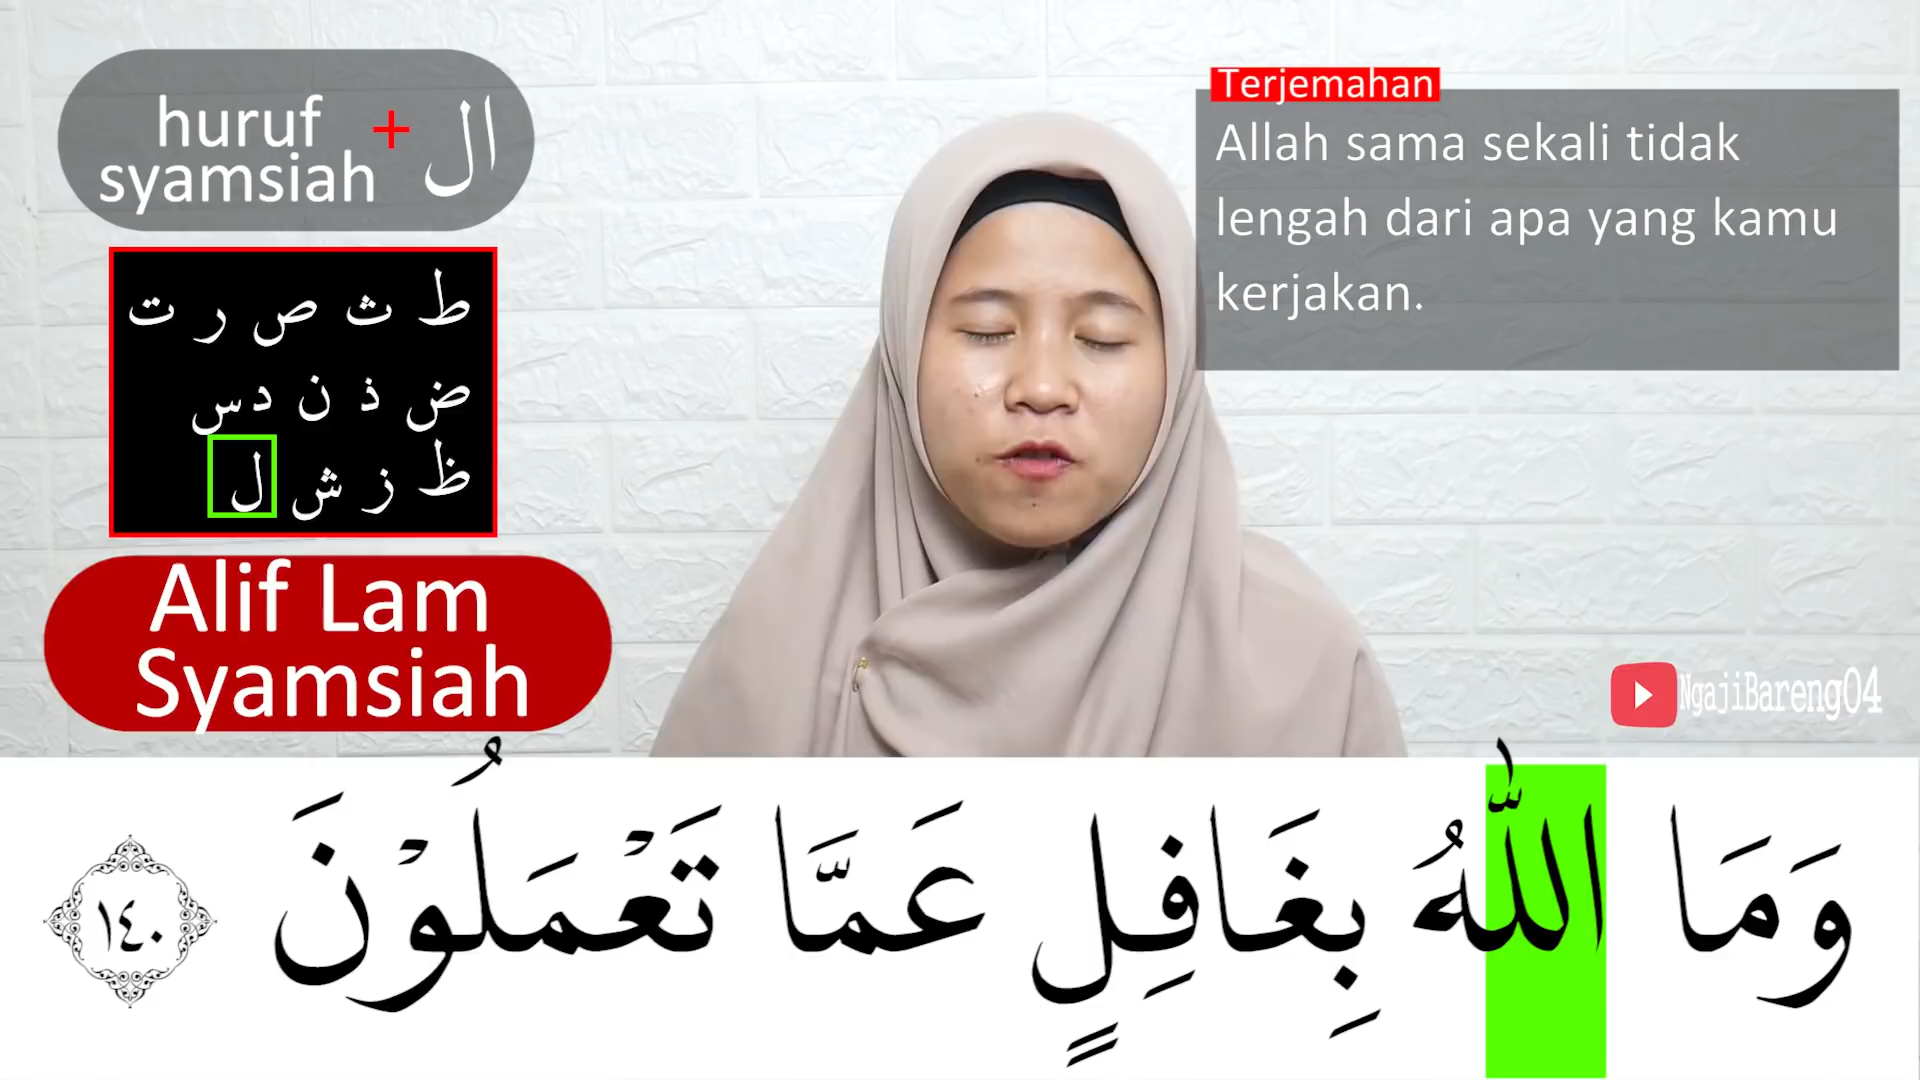 huruf + ال
syamsiah
ط ث ص ر ت
ض ذ ن د س
ظ ز ش ل
Alif Lam
Syamsiah
Terjemahan
Allah sama sekali tidak
lengah dari apa yang kamu
kerjakan.
NgajiBareng04
وَمَا اللّٰهُ بِغَافِلٍ عَمَّا تَعْمَلُوْنَ ١٤٠